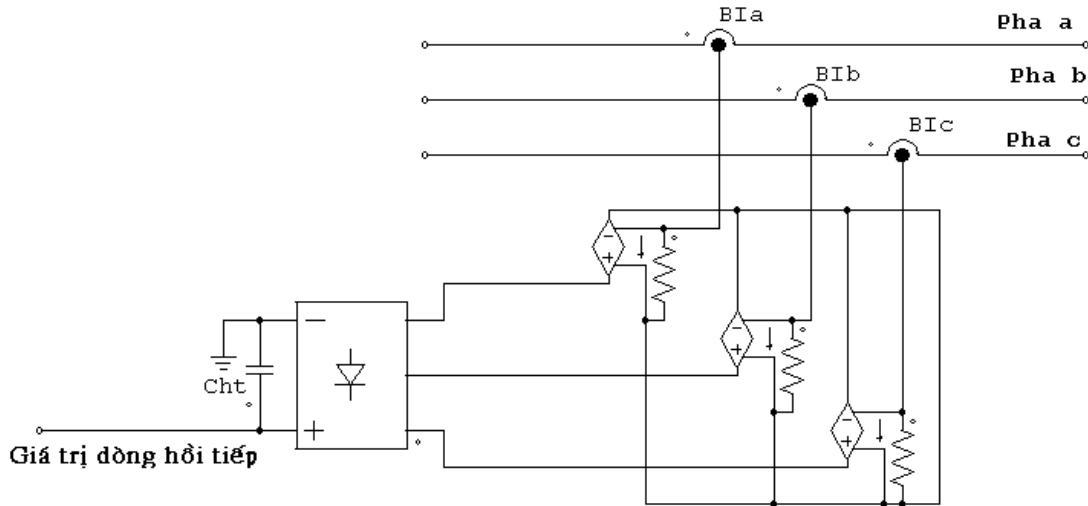 BIa
Pha a
BIb
Pha b
BIc
Pha c
Cht
Giá trị dòng hồi tiếp